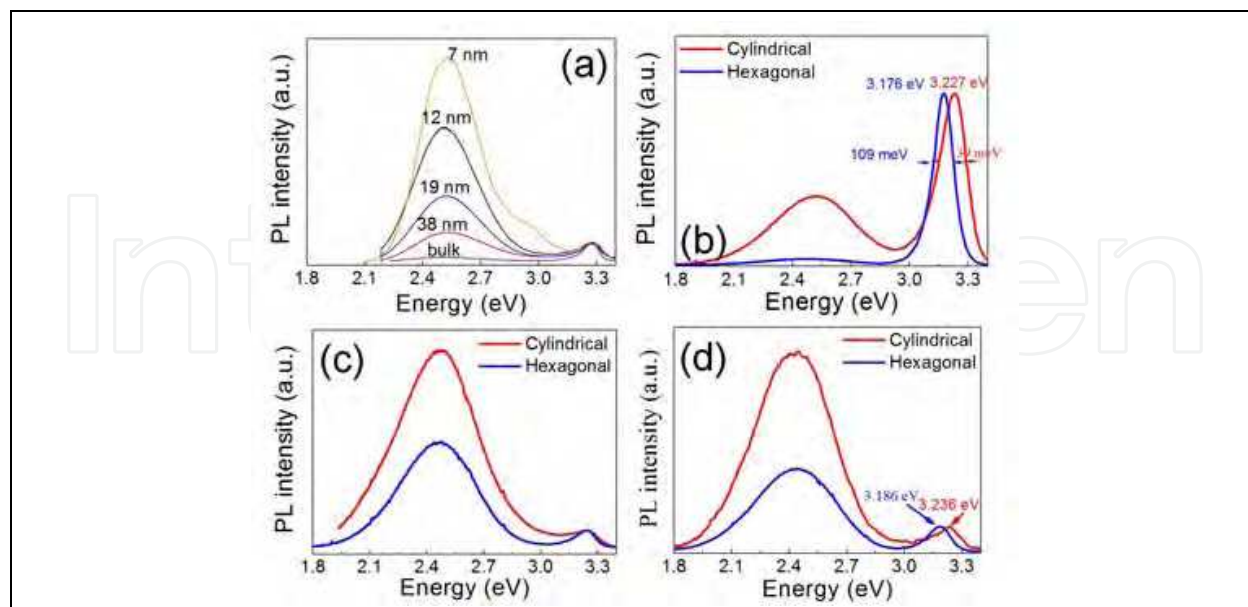 (a)
PL intensity (a.u.)
7 nm
12 nm
19 nm
38 nm
bulk
1.8 2.1 2.4 2.7 3.0 3.3
Energy (eV)
(b)
PL intensity (a.u.)
Cylindrical
Hexagonal
3.176 eV 3.227 eV
109 meV meV
1.8 2.1 2.4 2.7 3.0 3.3
Energy (eV)
(c)
PL intensity (a.u.)
Cylindrical
Hexagonal
1.8 2.1 2.4 2.7 3.0 3.3
Energy (eV)
(d)
PL intensity (a.u.)
Cylindrical
Hexagonal
3.186 eV
3.236 eV
1.8 2.1 2.4 2.7 3.0 3.3
Energy (eV)